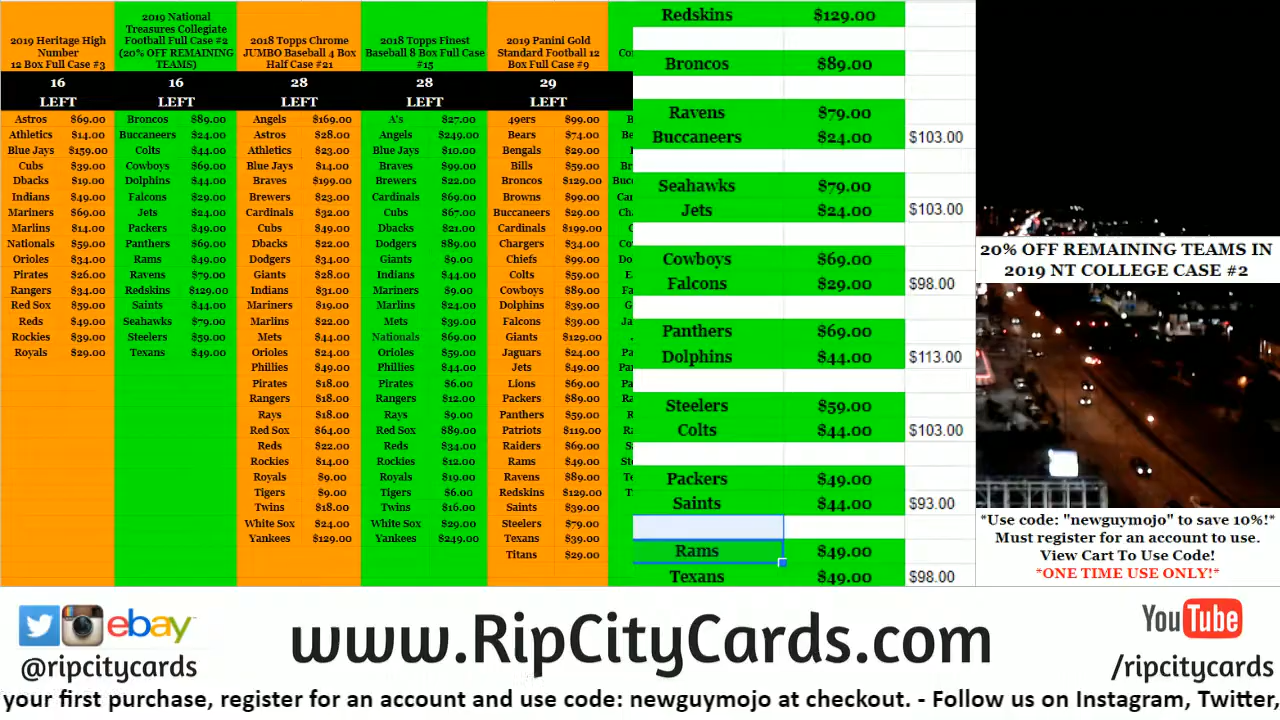 2019 Heritage High
Number
12 Box Full Case #3
16
LEFT
Astros $69.00
Athletics $14.00
Blue Jays $159.00
Cubs $39.00
Dbacks $19.00
Indians $49.00
Mariners $69.00
Marlins $14.00
Nationals $59.00
Orioles $34.00
Pirates $26.00
Rangers $34.00
Red Sox $59.00
Reds $49.00
Rockies $39.00
Royals $29.00
2019 National
Treasures Collegiate
Football Full Case #2
(20% OFF REMAINING
TEAMS)
16
LEFT
Broncos $89.00
Buccaneers $24.00
Colts $44.00
Cowboys $69.00
Dolphins $44.00
Falcons $29.00
Jets $24.00
Packers $49.00
Panthers $69.00
Rams $49.00
Ravens $79.00
Redskins $129.00
Saints $44.00
Seahawks $79.00
Steelers $59.00
Texans $49.00
2018 Topps Chrome
JUMBO Baseball 4 Box
Half Case #21
28
LEFT
Angels $169.00
Astros $28.00
Athletics $23.00
Blue Jays $14.00
Braves $199.00
Brewers $23.00
Cardinals $32.00
Cubs $49.00
Dbacks $22.00
Dodgers $34.00
Giants $28.00
Indians $31.00
Mariners $19.00
Marlins $22.00
Mets $44.00
Orioles $24.00
Phillies $49.00
Pirates $18.00
Rangers $18.00
Rays $18.00
Red Sox $64.00
Reds $22.00
Rockies $14.00
Royals $9.00
Tigers $9.00
Twins $18.00
White Sox $24.00
Yankees $129.00
2018 Topps Finest
Baseball 8 Box Full Case
#15
28
LEFT
A's $27.00
Angels $249.00
Blue Jays $10.00
Braves $99.00
Brewers $22.00
Cardinals $69.00
Cubs $67.00
Dbacks $21.00
Dodgers $89.00
Giants $9.00
Indians $44.00
Mariners $9.00
Marlins $24.00
Mets $39.00
Nationals $69.00
Orioles $59.00
Phillies $44.00
Pirates $6.00
Rangers $12.00
Rays $9.00
Red Sox $89.00
Reds $34.00
Rockies $12.00
Royals $19.00
Tigers $6.00
Twins $16.00
White Sox $29.00
Yankees $249.00
2019 Panini Gold
Standard Football 12
Box Full Case #9
29
LEFT
49ers $99.00
Bears $74.00
Bengals $29.00
Bills $59.00
Broncos $129.00
Browns $99.00
Buccaneers $29.00
Cardinals $199.00
Chargers $34.00
Chiefs $99.00
Colts $59.00
Cowboys $89.00
Dolphins $39.00
Falcons $39.00
Giants $129.00
Jaguars $24.00
Jets $49.00
Lions $69.00
Packers $89.00
Panthers $59.00
Patriots $119.00
Raiders $69.00
Rams $49.00
Ravens $89.00
Redskins $129.00
Saints $39.00
Steelers $79.00
Texans $39.00
Titans $29.00
Redskins $129.00
Broncos $89.00
Ravens $79.00
Buccaneers $24.00 $103.00
Seahawks $79.00
Jets $24.00 $103.00
Cowboys $69.00
Falcons $29.00 $98.00
Panthers $69.00
Dolphins $44.00 $113.00
Steelers $59.00
Colts $44.00 $103.00
Packers $49.00
Saints $44.00 $93.00
Rams $49.00
Texans $49.00 $98.00
20% OFF REMAINING TEAMS IN
2019 NT COLLEGE CASE #2
*Use code: "newguymojo" to save 10%!*
Must register for an account to use.
View Cart To Use Code!
*ONE TIME USE ONLY!*
ebay
@ripcitycards
www.RipCityCards.com
YouTube
/ripcitycards
your first purchase, register for an account and use code: newguymojo at checkout. - Follow us on Instagram, Twitter,